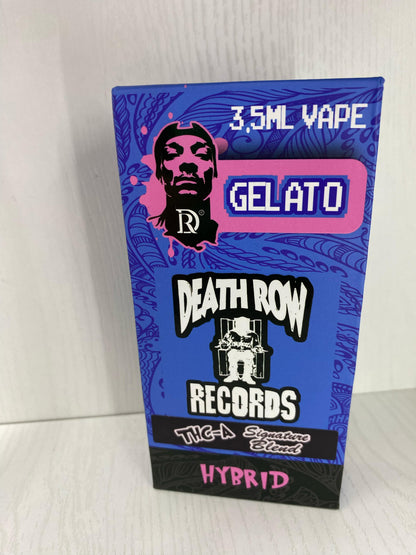 3.5ML VAPE
GELATO
DR
DEATH ROW
RECORDS
THC-A Signature
Blend
HYBRID